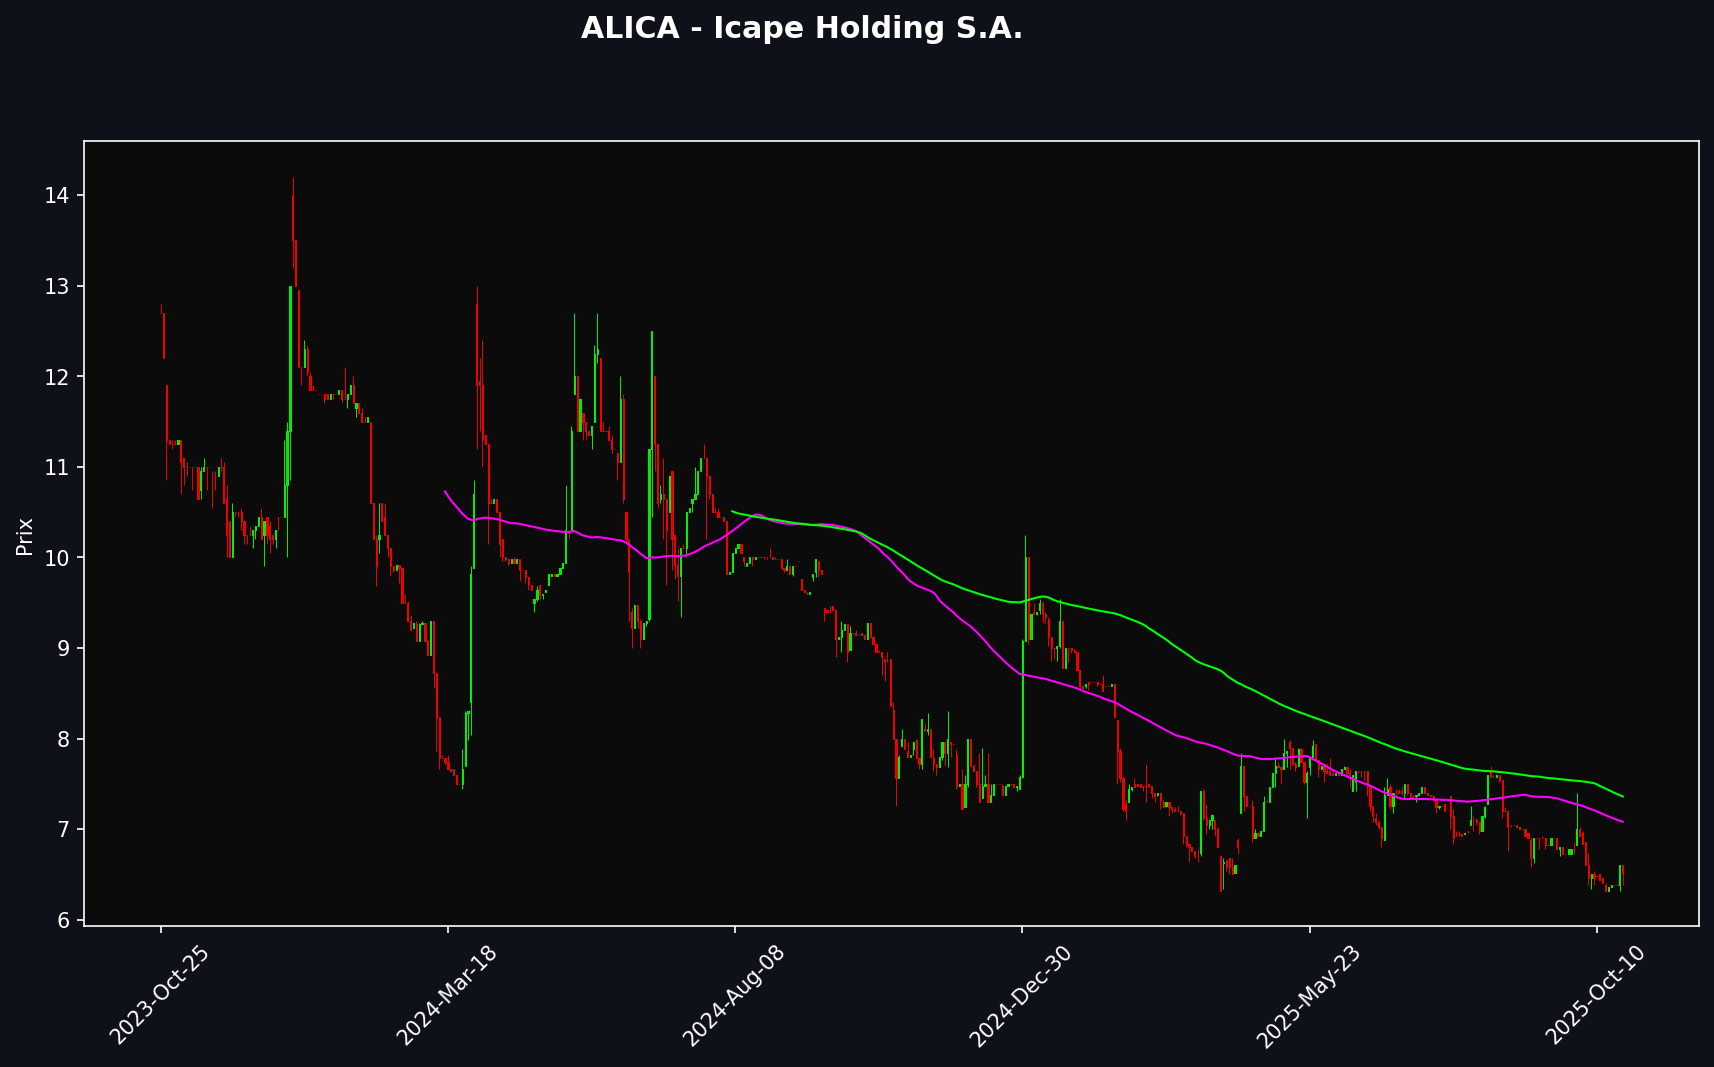 ALICA - Icape Holding S.A.
Prix
14
13
12
11
10
9
8
7
6
2023-Oct-25
2024-Mar-18
2024-Aug-08
2024-Dec-30
2025-May-23
2025-Oct-10